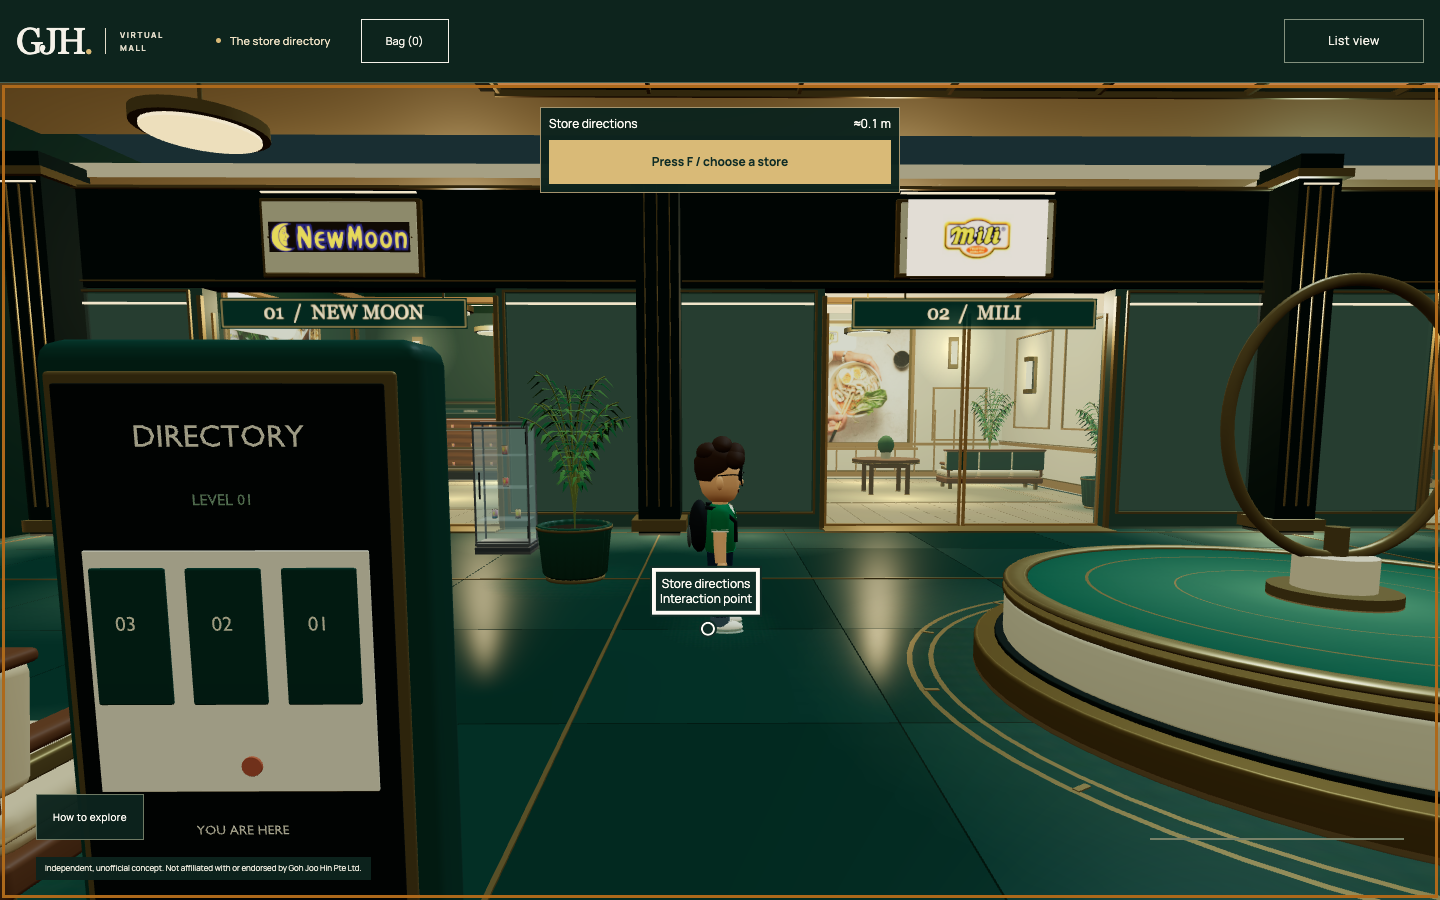 GJH.
VIRTUAL
MALL
The store directory
Bag (0)
List view
Store directions
≈0.1 m
Press F / choose a store
NewMoon
Mili
01 / NEW MOON
02 / MILI
DIRECTORY
LEVEL 01
03
02
01
Store directions
Interaction point
YOU ARE HERE
How to explore
Independent, unofficial concept. Not affiliated with or endorsed by Goh Joo Hin Pte Ltd.